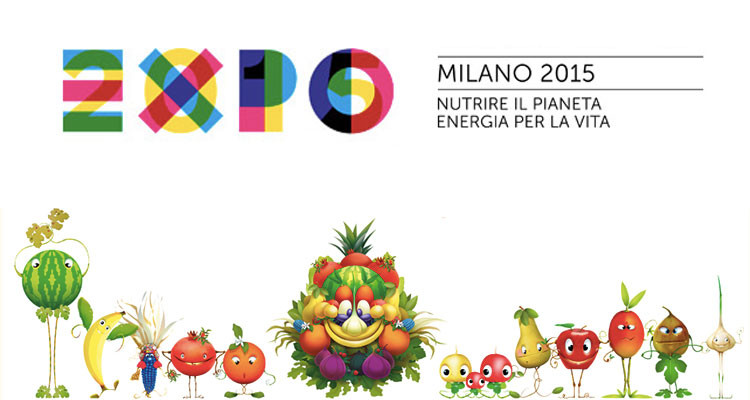 EXPO
MILANO 2015
NUTRIRE IL PIANETA
ENERGIA PER LA VITA